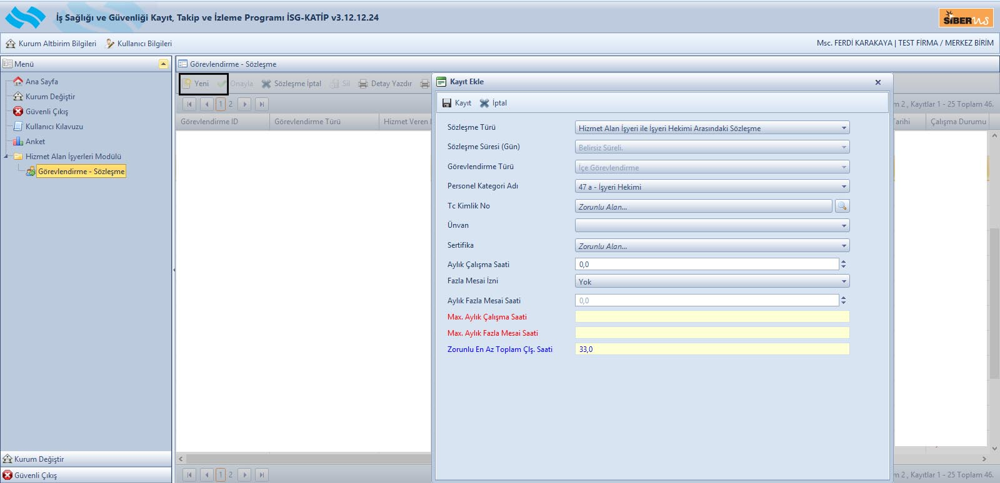 İş Sağlığı ve Güvenliği Kayıt, Takip ve İzleme Programı İSG-KATİP v3.12.12.24
SİBERUS
Kurum Altbirim Bilgileri Kullanıcı Bilgileri
Msc. FERDİ KARAKAYA | TEST FİRMA / MERKEZ BİRİM
Menü
Ana Sayfa
Kurum Değiştir
Güvenli Çıkış
Kullanıcı Kılavuzu
Anket
Hizmet Alan İşyerleri Modülü
Görevlendirme - Sözleşme
Kurum Değiştir
Güvenli Çıkış
Görevlendirme - Sözleşme
Yeni Onayla Sözleşme İptal Sil Detay Yazdır
1 2
m 2 , Kayıtlar 1 - 25 Toplam 46.
Görevlendirme ID Görevlendirme Türü Hizmet Veren Tarihi Çalışma Durumu
Kayıt Ekle
Kayıt İptal
Sözleşme Türü Hizmet Alan İşyeri ile İşyeri Hekimi Arasındaki Sözleşme
Sözleşme Süresi (Gün) Belirsiz Süreli.
Görevlendirme Türü İçe Görevlendirme
Personel Kategori Adı 47 a - İşyeri Hekimi
Tc Kimlik No Zorunlu Alan...
Ünvan
Sertifika Zorunlu Alan...
Aylık Çalışma Saati 0,0
Fazla Mesai İzni Yok
Aylık Fazla Mesai Saati 0,0
Max. Aylık Çalışma Saati
Max. Aylık Fazla Mesai Saati
Zorunlu En Az Toplam Çlş. Saati 33,0
1 2
m 2 , Kayıtlar 1 - 25 Toplam 46.